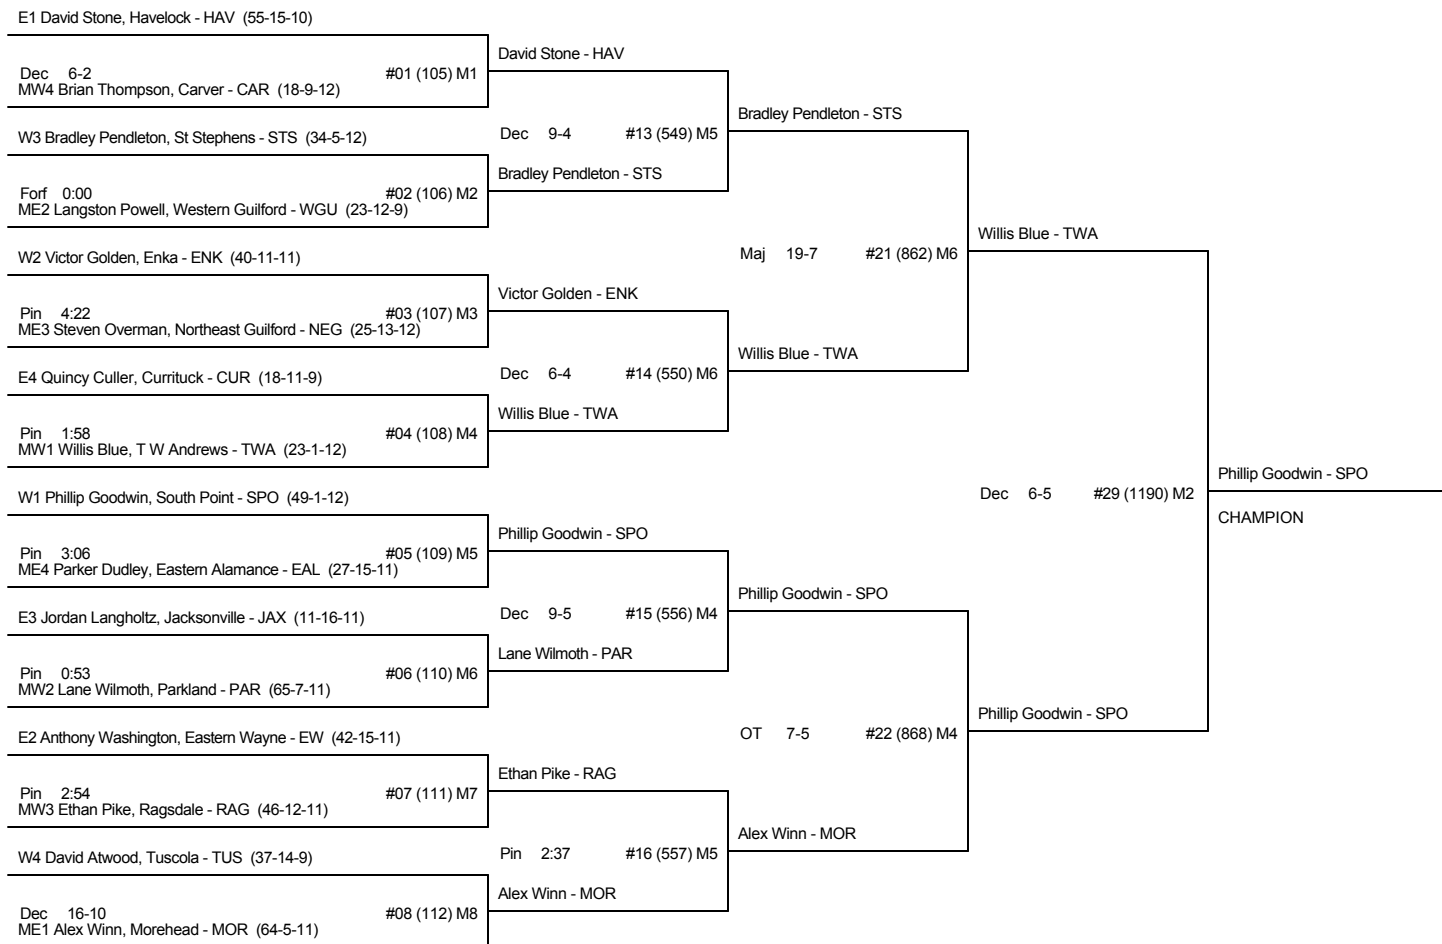 E1 David Stone, Havelock - HAV (55-15-10)
David Stone - HAV
Dec 6-2 #01 (105) M1
MW4 Brian Thompson, Carver - CAR (18-9-12)
Bradley Pendleton - STS
W3 Bradley Pendleton, St Stephens - STS (34-5-12)
Dec 9-4 #13 (549) M5
Bradley Pendleton - STS
Forf 0:00 #02 (106) M2
ME2 Langston Powell, Western Guilford - WGU (23-12-9)
Willis Blue - TWA
W2 Victor Golden, Enka - ENK (40-11-11)
Maj 19-7 #21 (862) M6
Victor Golden - ENK
Pin 4:22 #03 (107) M3
ME3 Steven Overman, Northeast Guilford - NEG (25-13-12)
Willis Blue - TWA
E4 Quincy Culler, Currituck - CUR (18-11-9)
Dec 6-4 #14 (550) M6
Willis Blue - TWA
Pin 1:58 #04 (108) M4
MW1 Willis Blue, T W Andrews - TWA (23-1-12)
Phillip Goodwin - SPO
W1 Phillip Goodwin, South Point - SPO (49-1-12)
Dec 6-5 #29 (1190) M2
CHAMPION
Phillip Goodwin - SPO
Pin 3:06 #05 (109) M5
ME4 Parker Dudley, Eastern Alamance - EAL (27-15-11)
Phillip Goodwin - SPO
E3 Jordan Langholtz, Jacksonville - JAX (11-16-11)
Dec 9-5 #15 (556) M4
Lane Wilmoth - PAR
Pin 0:53 #06 (110) M6
MW2 Lane Wilmoth, Parkland - PAR (65-7-11)
Phillip Goodwin - SPO
E2 Anthony Washington, Eastern Wayne - EW (42-15-11)
OT 7-5 #22 (868) M4
Ethan Pike - RAG
Pin 2:54 #07 (111) M7
MW3 Ethan Pike, Ragsdale - RAG (46-12-11)
Alex Winn - MOR
W4 David Atwood, Tuscola - TUS (37-14-9)
Pin 2:37 #16 (557) M5
Alex Winn - MOR
Dec 16-10 #08 (112) M8
ME1 Alex Winn, Morehead - MOR (64-5-11)